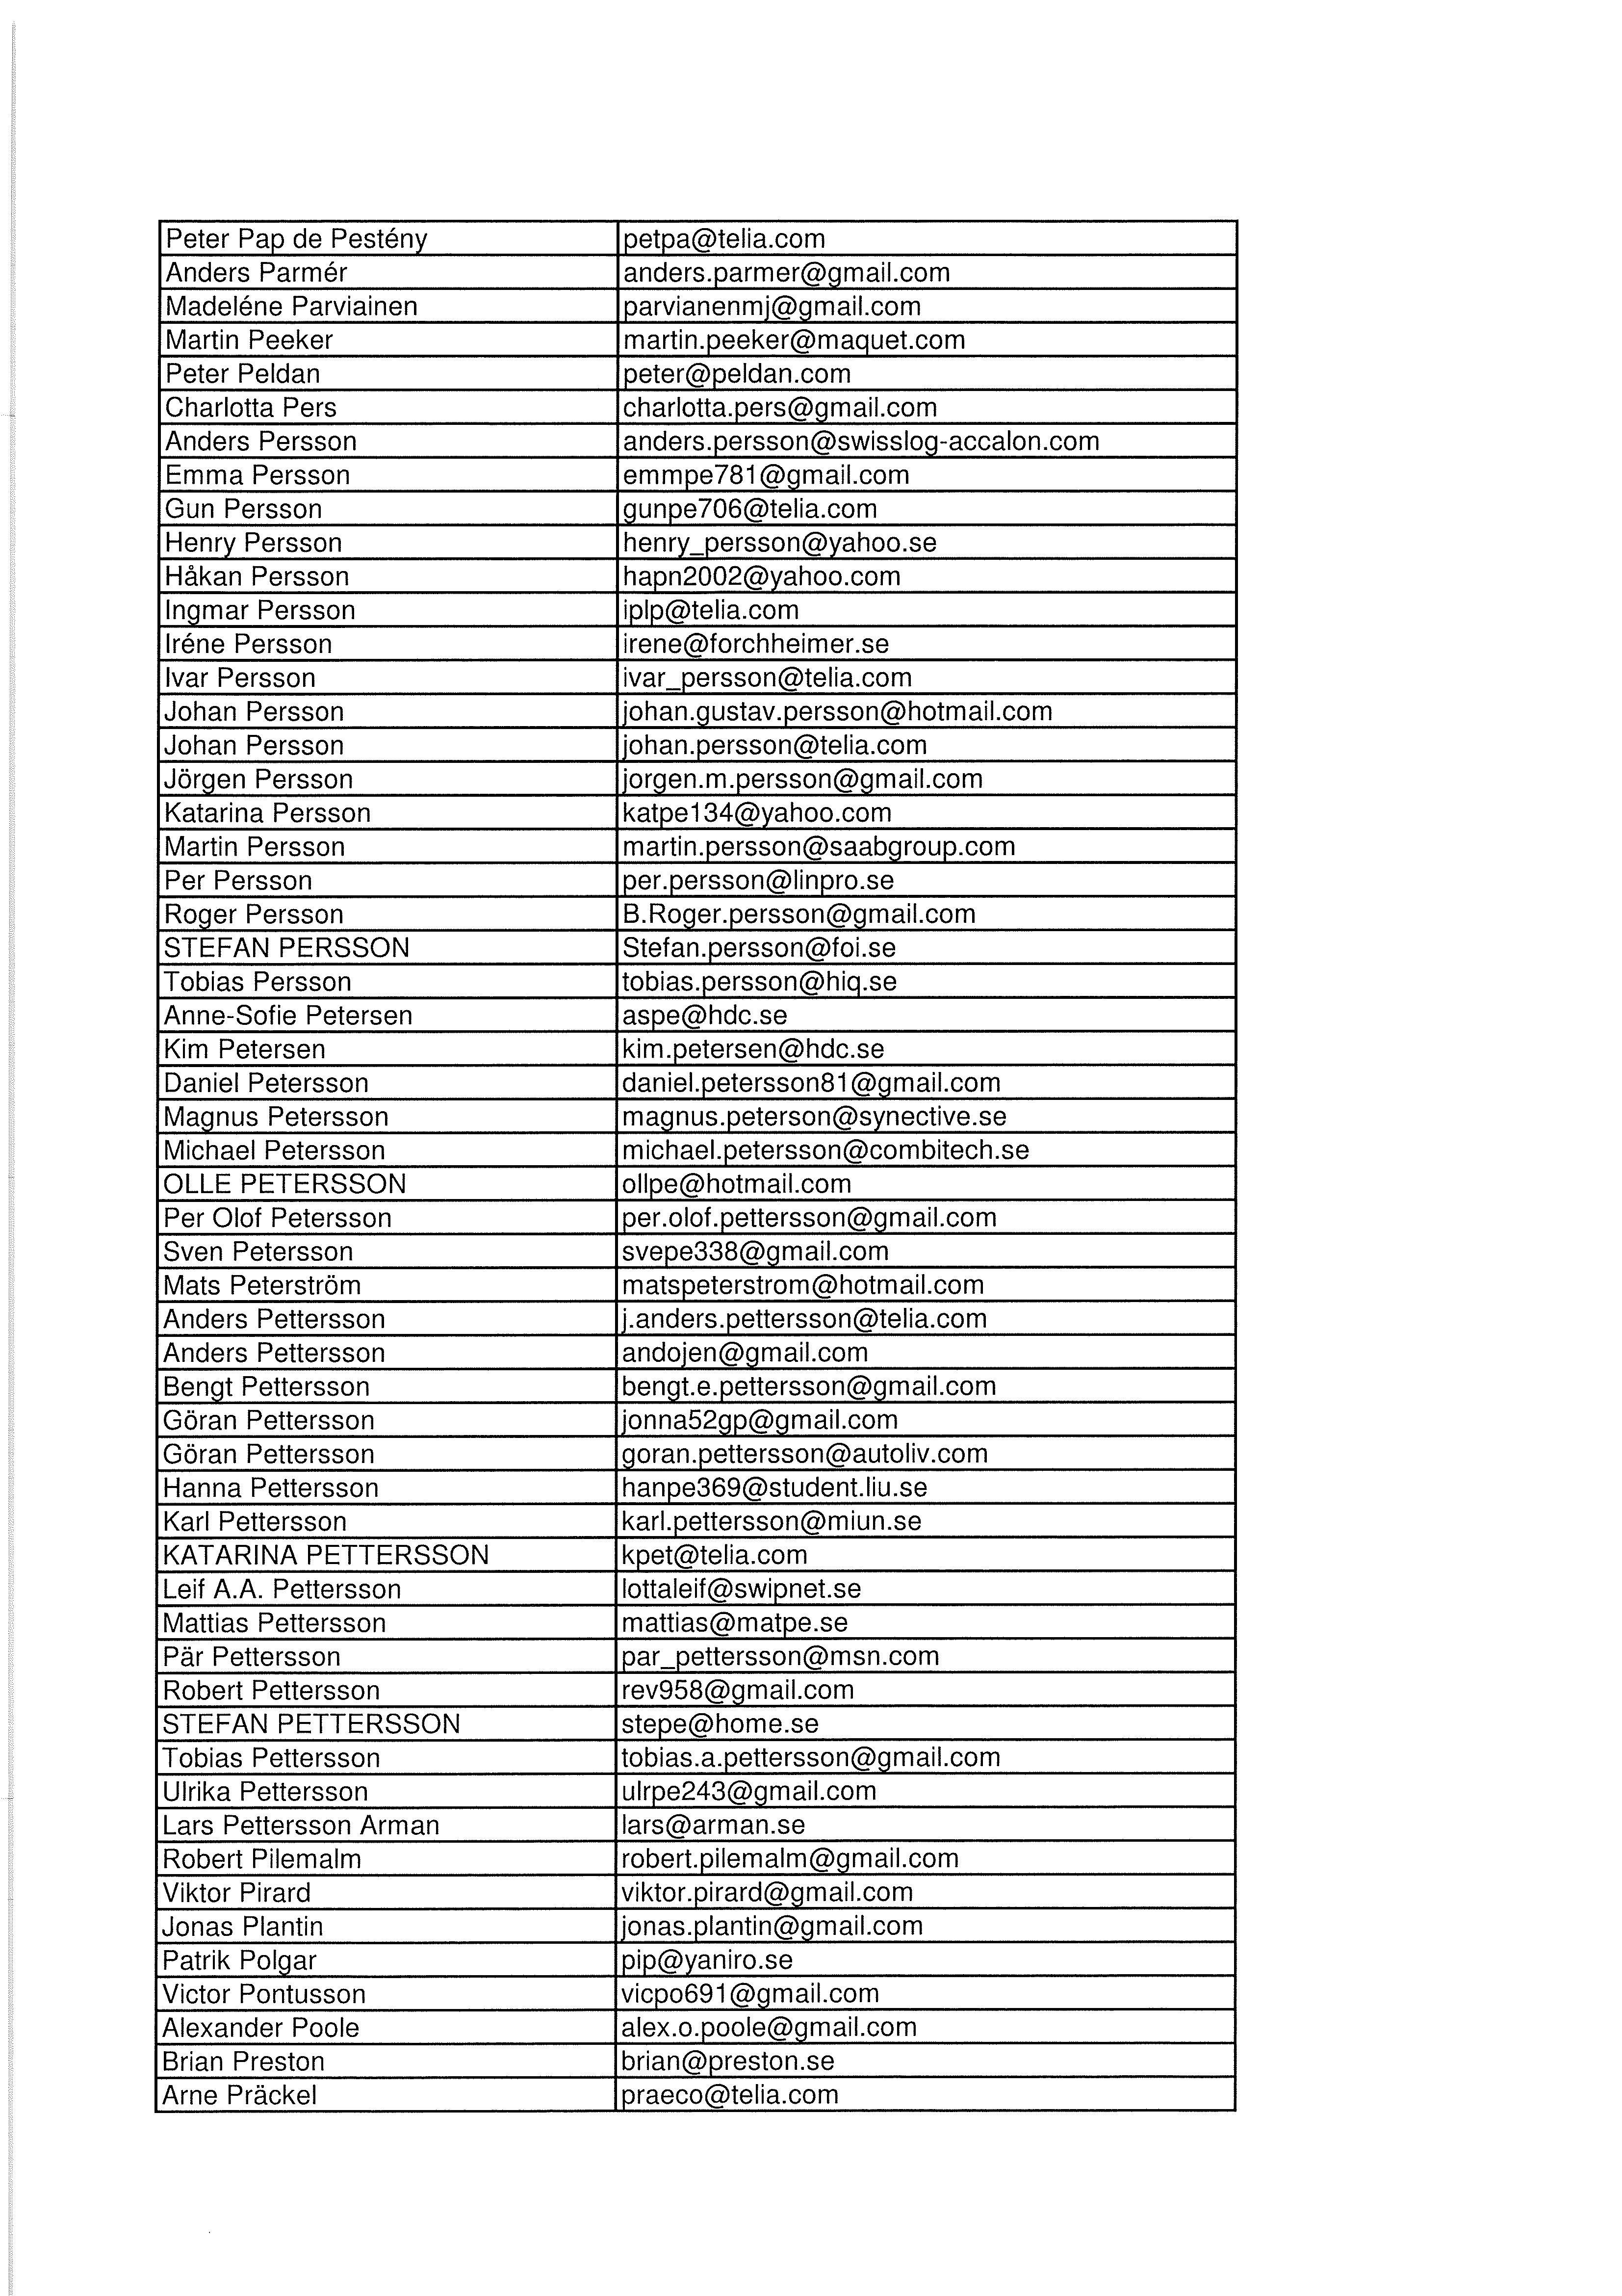 Peter Pap de Pestény petpa@telia.com
Anders Parmér anders.parmer@gmail.com
Madeléne Parviainen parvianenmj@gmail.com
Martin Peeker martin.peeker@maquet.com
Peter Peldan peter@peldan.com
Charlotta Pers charlotta.pers@gmail.com
Anders Persson anders.persson@swisslog-accalon.com
Emma Persson emmpe781@gmail.com
Gun Persson gunpe706@telia.com
Henry Persson henry_persson@yahoo.se
Håkan Persson hapn2002@yahoo.com
Ingmar Persson iplp@telia.com
Iréne Persson irene@forchheimer.se
Ivar Persson ivar_persson@telia.com
Johan Persson johan.gustav.persson@hotmail.com
Johan Persson johan.persson@telia.com
Jörgen Persson jorgen.m.persson@gmail.com
Katarina Persson katpe134@yahoo.com
Martin Persson martin.persson@saabgroup.com
Per Persson per.persson@linpro.se
Roger Persson B.Roger.persson@gmail.com
STEFAN PERSSON Stefan.persson@foi.se
Tobias Persson tobias.persson@hiq.se
Anne-Sofie Petersen aspe@hdc.se
Kim Petersen kim.petersen@hdc.se
Daniel Petersson daniel.petersson81@gmail.com
Magnus Petersson magnus.peterson@synective.se
Michael Petersson michael.petersson@combitech.se
OLLE PETERSSON ollpe@hotmail.com
Per Olof Petersson per.olof.pettersson@gmail.com
Sven Petersson svepe338@gmail.com
Mats Peterström matspeterstrom@hotmail.com
Anders Pettersson j.anders.pettersson@telia.com
Anders Pettersson andojen@gmail.com
Bengt Pettersson bengt.e.pettersson@gmail.com
Göran Pettersson jonna52gp@gmail.com
Göran Pettersson goran.pettersson@autoliv.com
Hanna Pettersson hanpe369@student.liu.se
Karl Pettersson karl.pettersson@miun.se
KATARINA PETTERSSON kpet@telia.com
Leif A.A. Pettersson lottaleif@swipnet.se
Mattias Pettersson mattias@matpe.se
Pär Pettersson par_pettersson@msn.com
Robert Pettersson rev958@gmail.com
STEFAN PETTERSSON stepe@home.se
Tobias Pettersson tobias.a.pettersson@gmail.com
Ulrika Pettersson ulrpe243@gmail.com
Lars Pettersson Arman lars@arman.se
Robert Pilemalm robert.pilemalm@gmail.com
Viktor Pirard viktor.pirard@gmail.com
Jonas Plantin jonas.plantin@gmail.com
Patrik Polgar pip@yaniro.se
Victor Pontusson vicpo691@gmail.com
Alexander Poole alex.o.poole@gmail.com
Brian Preston brian@preston.se
Arne Präckel praeco@telia.com